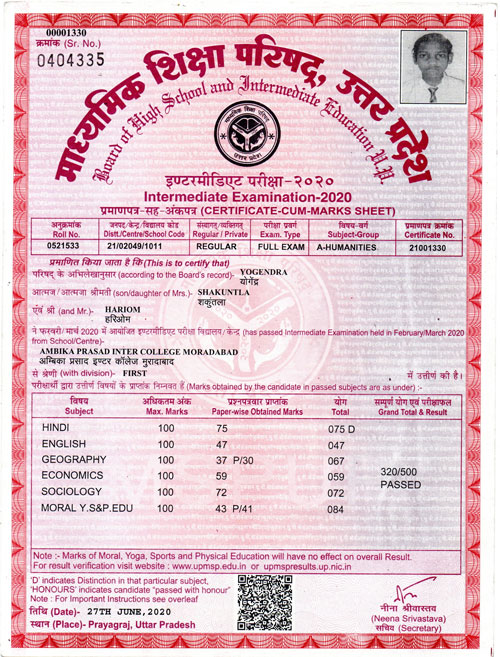 00001330
क्रमांक (Sr. No.)
0404335
माध्यमिक शिक्षा परिषद, उत्तर प्रदेश
Board of High School and Intermediate Education U.P.
इण्टरमीडिएट परीक्षा-२०२०
Intermediate Examination-2020
प्रमाणपत्र-सह-अंकपत्र (CERTIFICATE-CUM-MARKS SHEET)
अनुक्रमांक जनपद/केन्द्र/विद्यालय कोड संस्थागत/व्यक्तिगत परीक्षा प्रवर्ग विषय-वर्ग प्रमाणपत्र क्रमांक
Roll No. Distt./Centre/School Code Regular / Private Exam. Type Subject-Group Certificate No.
0521533 21/02049/1011 REGULAR FULL EXAM A-HUMANITIES 21001330
प्रमाणित किया जाता है कि (This is to certify that)
परिषद के अभिलेखानुसार (according to the Board's record)- YOGENDRA
योगेंद्र
आत्मज/आत्मजा श्रीमती (son/daughter of Mrs.)- SHAKUNTLA
शकुंतला
एवं श्री (and Mr.)- HARIOM
हरिओम
ने फरवरी/मार्च 2020 में आयोजित इण्टरमीडिएट परीक्षा विद्यालय/केन्द्र (has passed Intermediate Examination held in February/March 2020
from School/Centre)-
AMBIKA PRASAD INTER COLLEGE MORADABAD
अम्बिका प्रसाद इण्टर कॉलेज मुरादाबाद
से श्रेणी (with division)- FIRST में उत्तीर्ण की है।
परीक्षार्थी द्वारा उत्तीर्ण विषयों के प्राप्तांक निम्नवत हैं (Marks obtained by the candidate in passed subjects are as under) :-
विषय अधिकतम अंक प्रश्नपत्रवार प्राप्तांक योग सम्पूर्ण योग एवं परीक्षाफल
Subject Max. Marks Paper-wise Obtained Marks Total Grand Total & Result
HINDI 100 75 075 D
ENGLISH 100 47 047
GEOGRAPHY 100 37 P/30 067
ECONOMICS 100 59 059 320/500
SOCIOLOGY 100 72 072 PASSED
MORAL Y.S&P.EDU 100 43 P/41 084
Note :- Marks of Moral, Yoga, Sports and Physical Education will have no effect on overall Result.
For result verification visit website : www.upmsp.edu.in or upmspresults.up.nic.in
'D' indicates Distinction in that particular subject,
'HONOURS' indicates candidate "passed with honour"
Note : For Important Instructions see overleaf
तिथि (Date)- 27TH JUNE,2020
स्थान (Place)- Prayagraj, Uttar Pradesh
नीना श्रीवास्तव
(Neena Srivastava)
सचिव (Secretary)